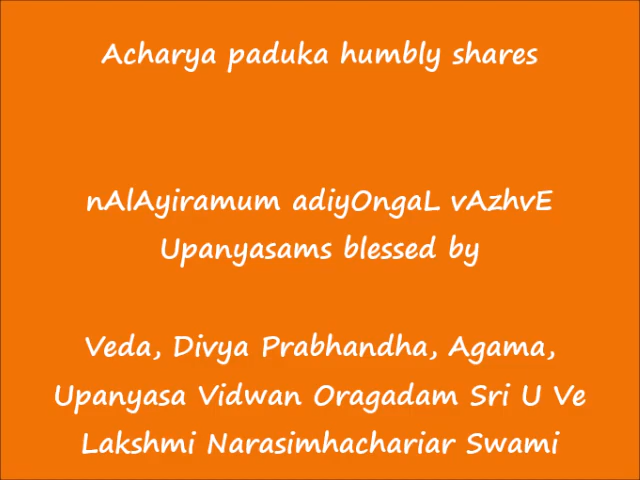 Acharya paduka humbly shares
nAlAyiramum adiyOngaL vAzhvE
Upanyasams blessed by
Veda, Divya Prabhandha, Agama,
Upanyasa Vidwan Oragadam Sri U Ve
Lakshmi Narasimhachariar Swami